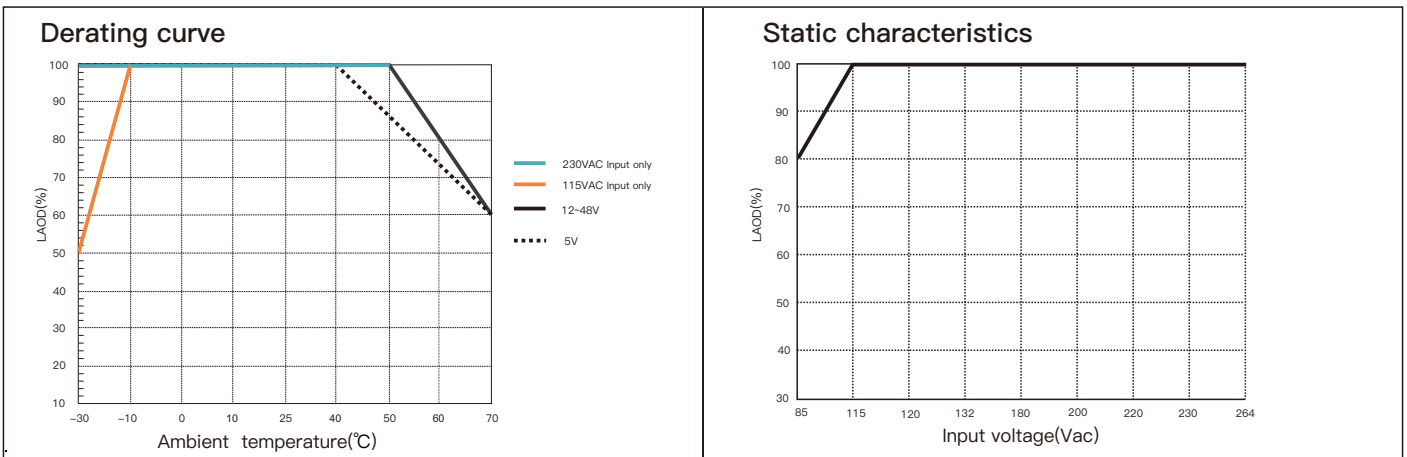 Derating curve
100
90
80
70
60
50
40
30
20
10
LAOD(%)
-30 -10 0 10 25 40 50 60 70
Ambient temperature(℃)
230VAC Input only
115VAC Input only
12~48V
5V
Static characteristics
100
90
80
70
60
50
40
30
LAOD(%)
85 115 120 132 180 200 220 230 264
Input voltage(Vac)